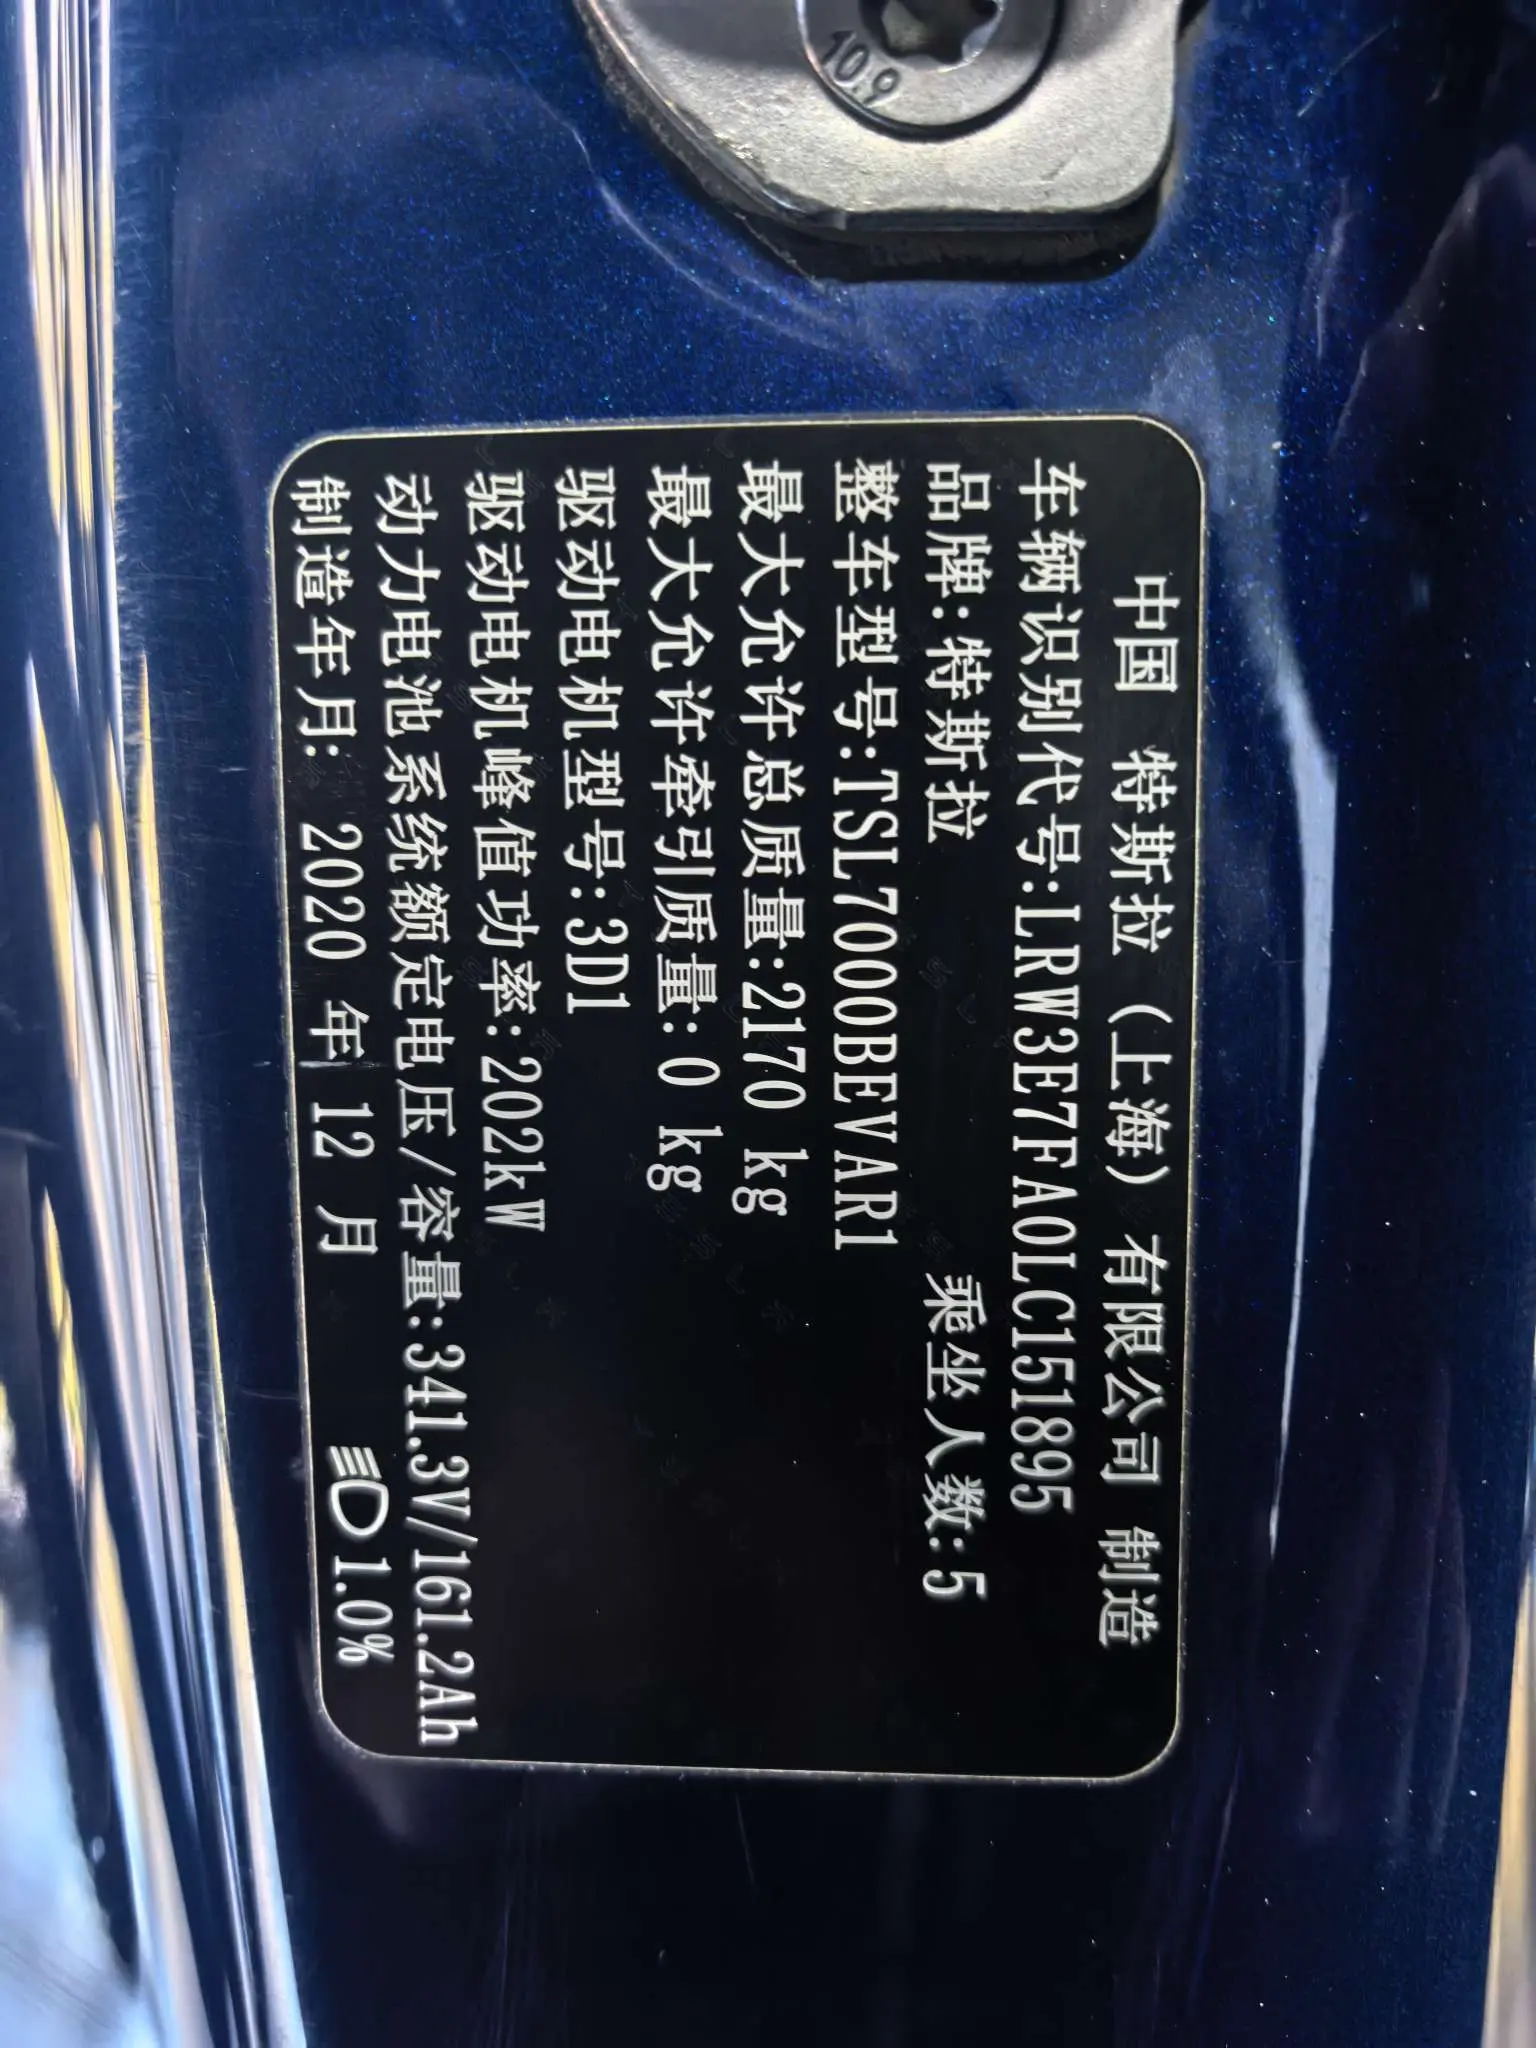 10.9
中国 特斯拉(上海)有限公司 制造
车辆识别代号:LRW3E7FA0LC151895
品牌:特斯拉 乘坐人数:5
整车型号:TSL7000BEVAR1
最大允许总质量:2170 kg
最大允许牵引质量: 0 kg
驱动电机型号:3D1
驱动电机峰值功率:202kW
动力电池系统额定电压/容量:341.3V/161.2Ah
制造年月: 2020 年 12 月 1.0%